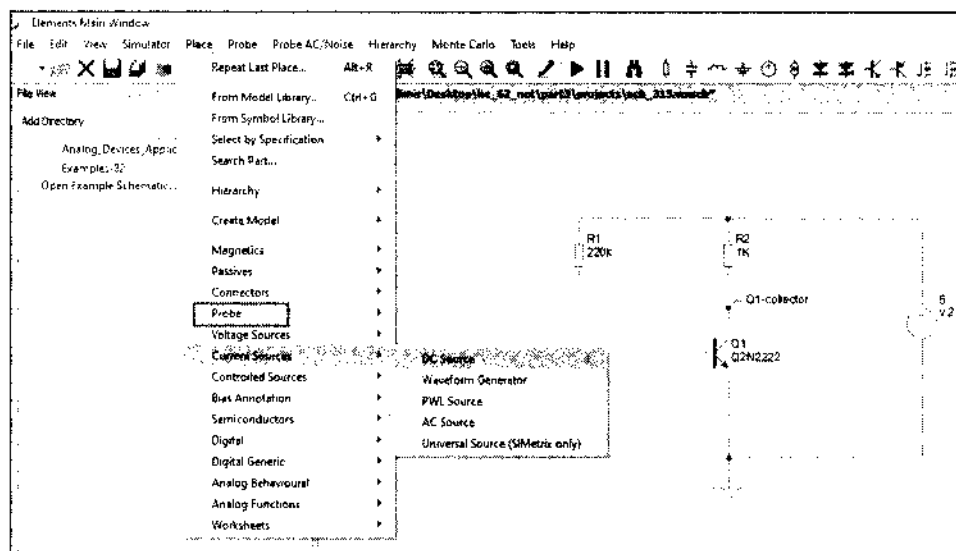 Elements Main Window
File Edit View Simulator Place Probe Probe AC/Noise Hierarchy Monte Carlo Tools Help
File View
Add Directory
Analog_Devices_Applic
Examples-32
Open Example Schematic...
Repeat Last Place... Alt+R
From Model Library... Ctrl+G
From Symbol Library...
Select by Specification
Search Part...
Hierarchy
Create Model
Magnetics
Passives
Connectors
Probe
Voltage Sources
Current Sources
Controlled Sources
Bias Annotation
Semiconductors
Digital
Digital Generic
Analog Behavioural
Analog Functions
Worksheets
DC Source
Waveform Generator
PWL Source
AC Source
Universal Source (SIMetrix only)
R1
220k
R2
1K
Q1-collector
Q1
Q2N2222
5
V2